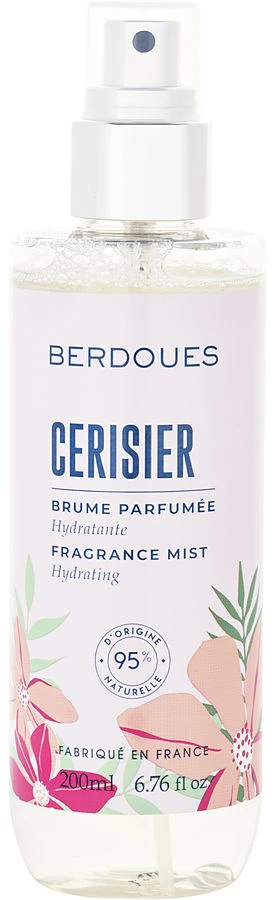 BERDOUES
CERISIER
BRUME PARFUMÉE
Hydratante
FRAGRANCE MIST
Hydrating
D'ORIGINE
95%
NATURELLE
FABRIQUÉ EN FRANCE
200ml 6.76 fl oz.